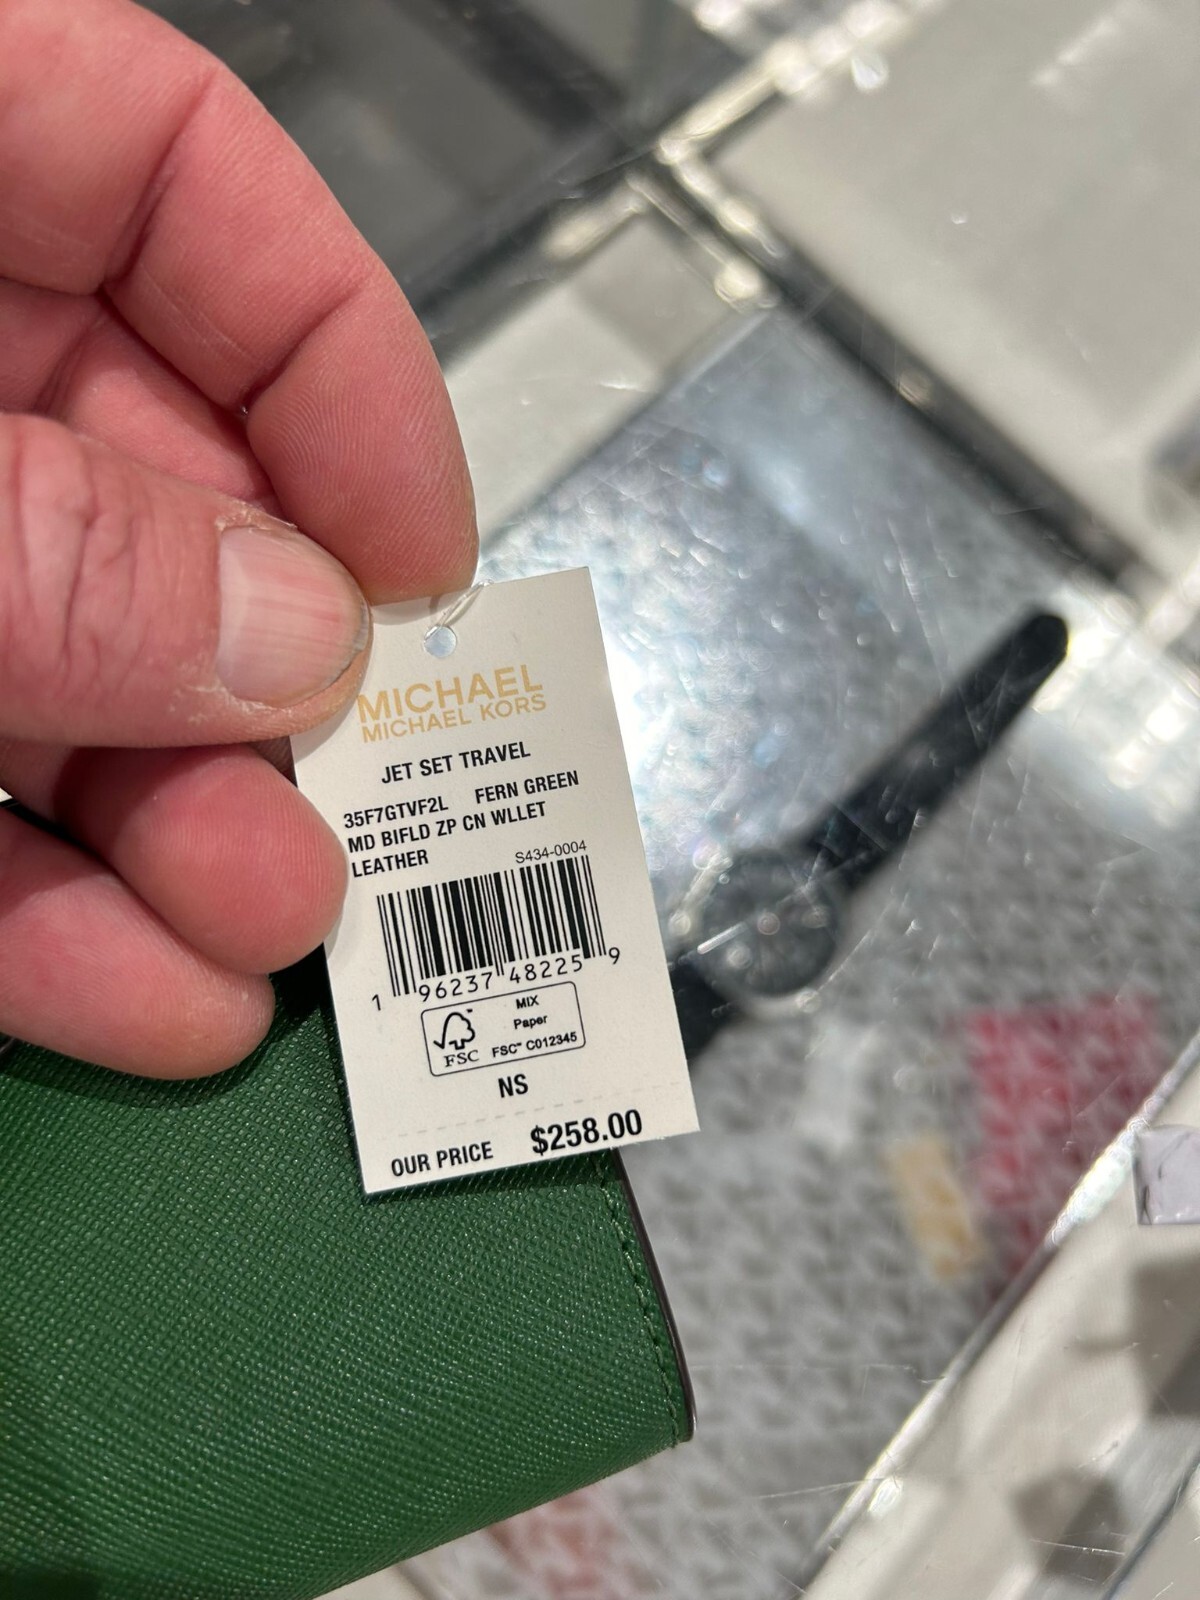 MICHAEL
MICHAEL KORS
JET SET TRAVEL
35F7GTVF2L FERN GREEN
MD BIFLD ZP CN WLLET
LEATHER S434-0004
1 96237 48225 9
MIX
Paper
FSC FSC™ C012345
NS
OUR PRICE $258.00